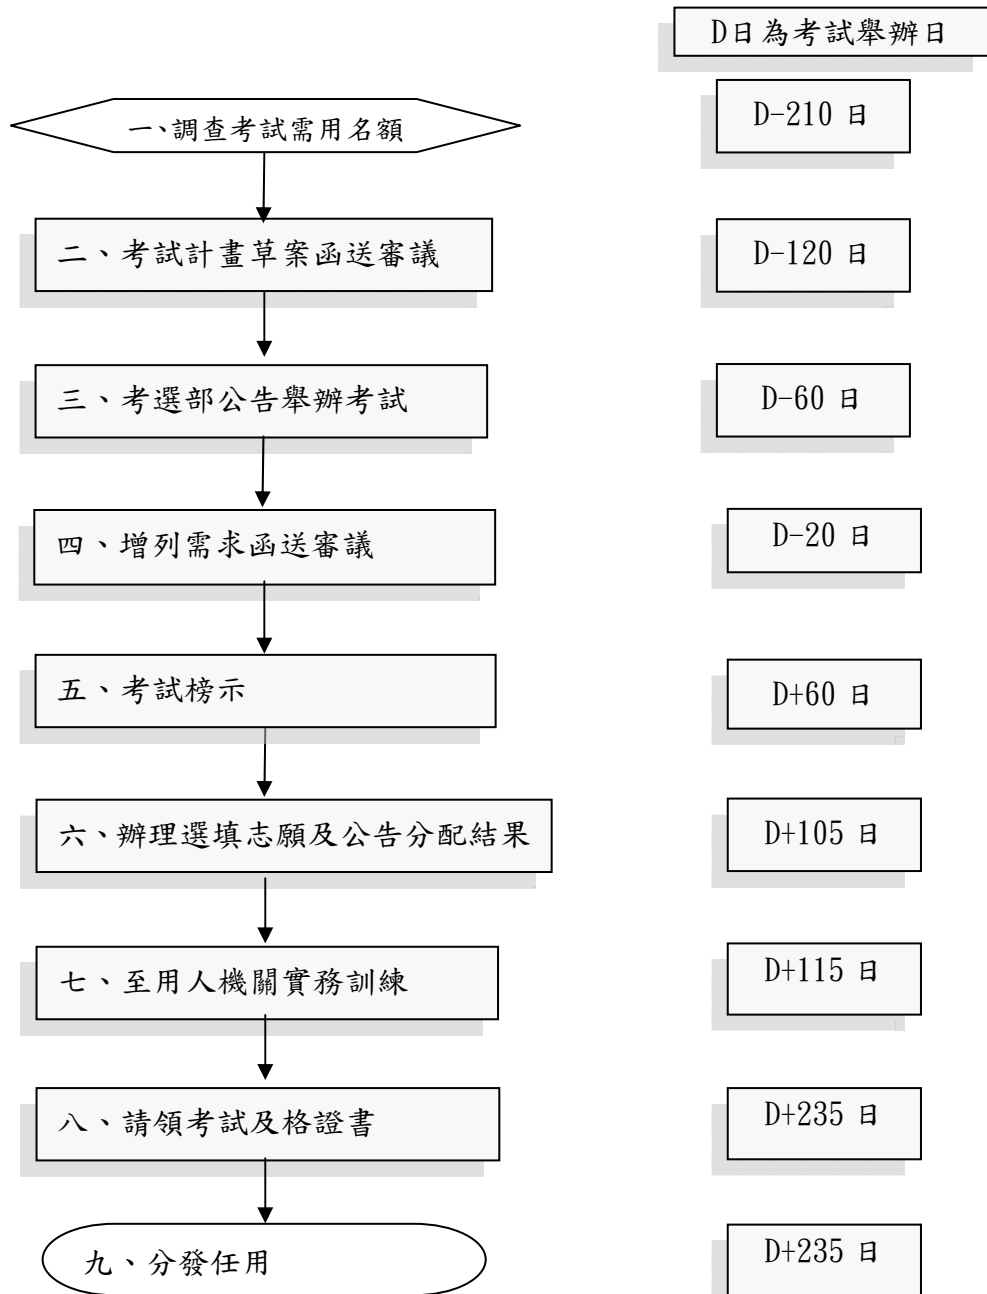 D日為考試舉辦日
一、調查考試需用名額
D-210 日
二、考試計畫草案函送審議
D-120 日
三、考選部公告舉辦考試
D-60 日
四、增列需求函送審議
D-20 日
五、考試榜示
D+60 日
六、辦理選填志願及公告分配結果
D+105 日
七、至用人機關實務訓練
D+115 日
八、請領考試及格證書
D+235 日
九、分發任用
D+235 日